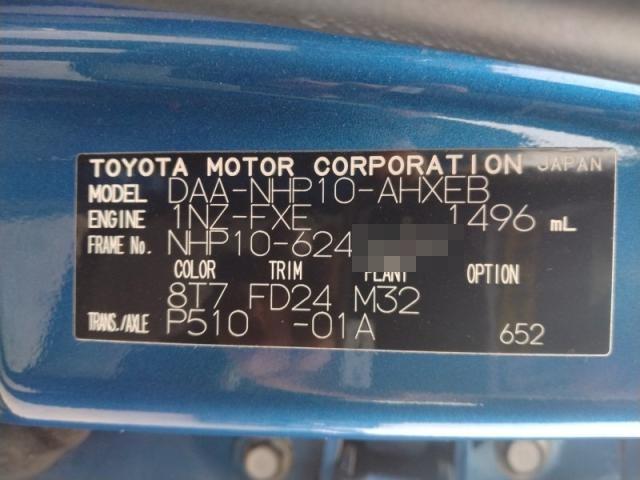 TOYOTA MOTOR CORPORATION JAPAN
MODEL DAA-NHP10-AHXEB
ENGINE 1NZ-FXE 1496 mL
FRAME No. NHP10-624
COLOR TRIM PLANT OPTION
8T7 FD24 M32
TRANS./AXLE P510 -01A 652